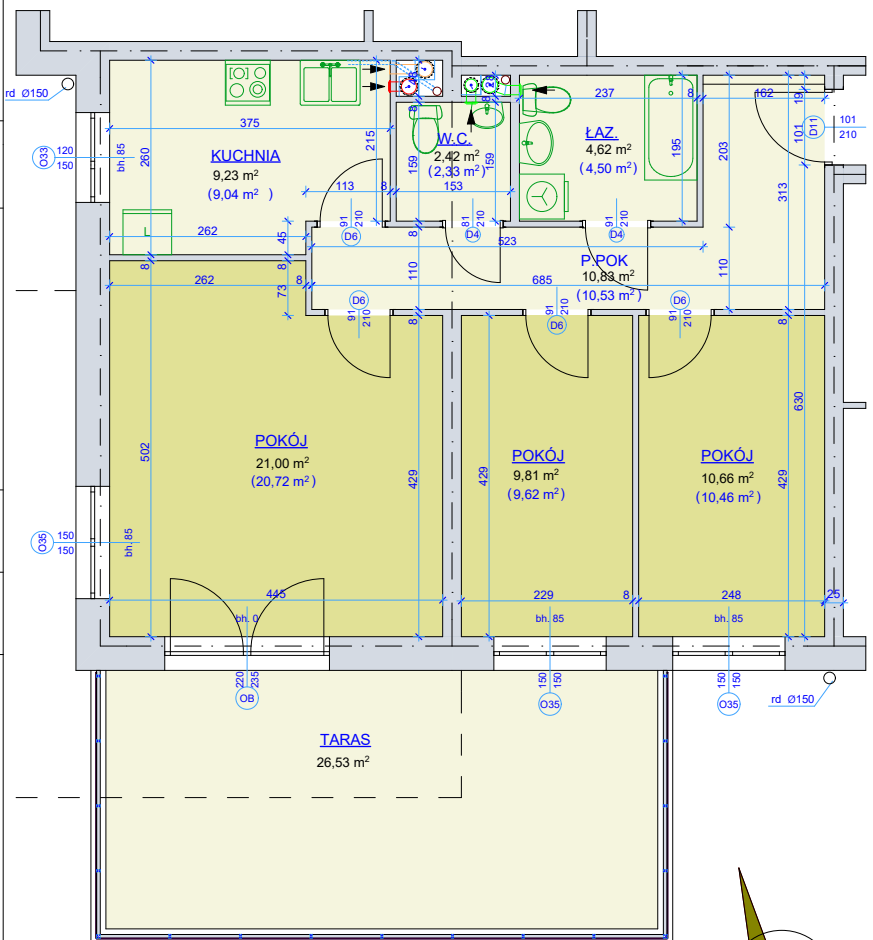 rd Ø150
O33
120
150
bh. 85
260
375
KUCHNIA
9,23 m²
(9,04 m² )
215
113
8
262
45
L
91
210
D6
8
W.C.
2,42 m²
(2,33 m²)
159
159
153
8
8
81
210
D4
237
8
ŁAZ.
4,62 m²
(4,50 m²)
195
91
210
D4
162
203
313
19
101
D11
101
210
523
P.POK
10,83 m²
(10,53 m²)
685
110
110
8
262
8
8
73
91
210
D6
8
91
210
D6
91
210
D6
8
POKÓJ
21,00 m²
(20,72 m²)
502
429
445
O35
150
150
bh. 85
bh. 0
220
235
OB
POKÓJ
9,81 m²
(9,62 m²)
429
229
8
bh. 85
150
150
O35
POKÓJ
10,66 m²
(10,46 m²)
429
630
248
25
bh. 85
150
150
O35
rd Ø150
TARAS
26,53 m²